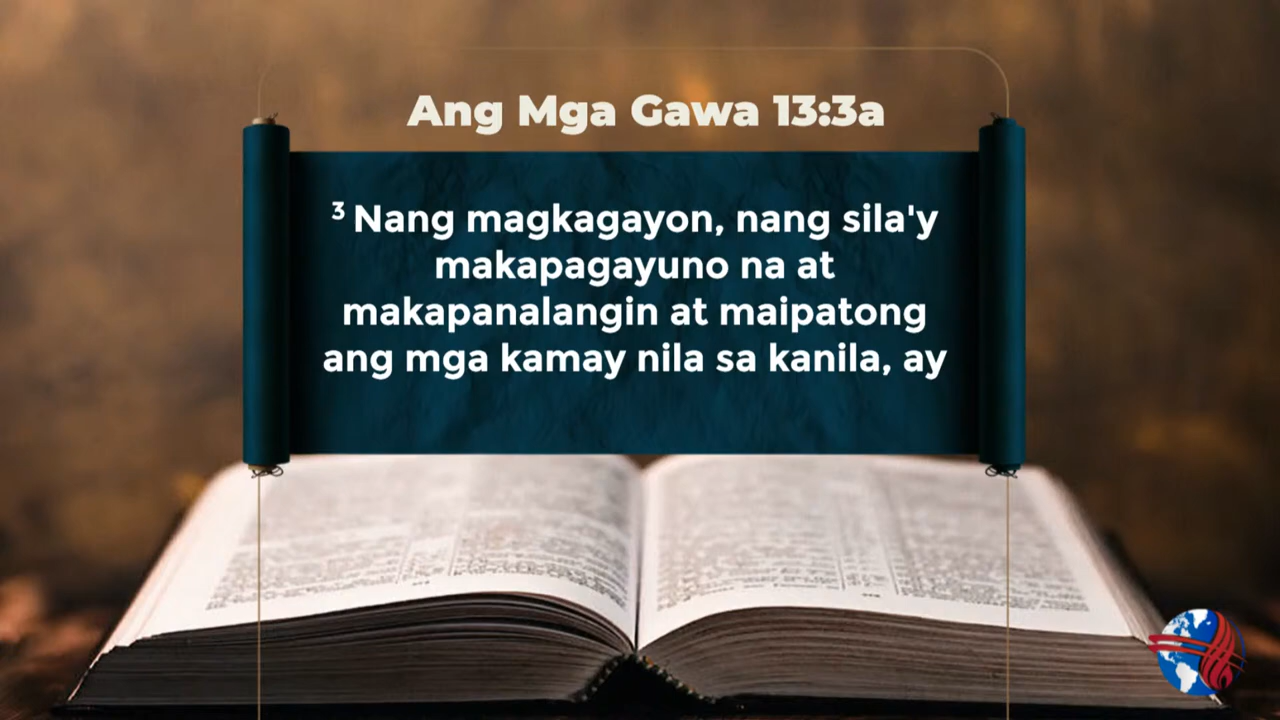 Ang Mga Gawa 13:3a
³ Nang magkagayon, nang sila'y
makapagayuno na at
makapanalangin at maipatong
ang mga kamay nila sa kanila, ay